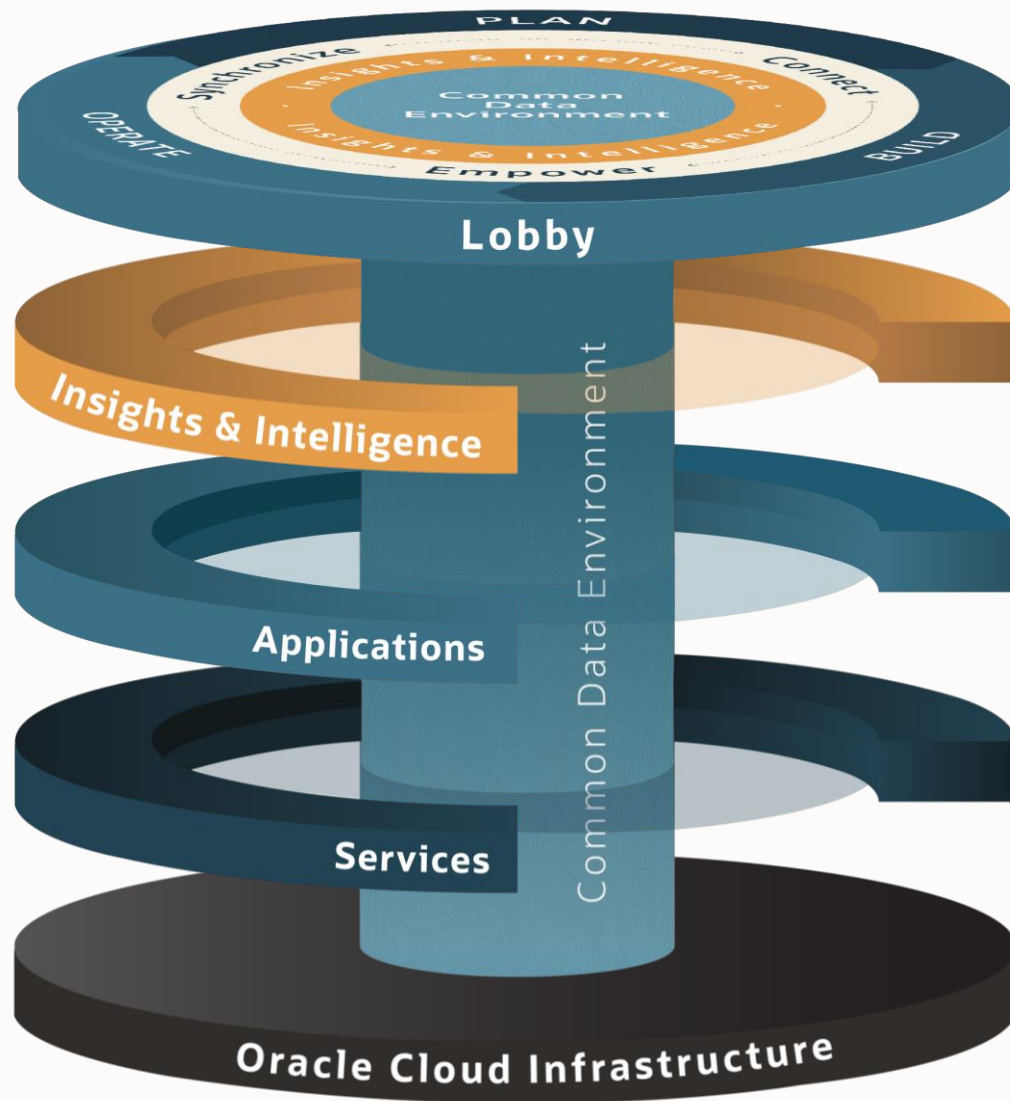 PLAN
Synchronize
Connect
Insights & Intelligence
Common
Data
Environment
Insights & Intelligence
OPERATE
BUILD
Empower
Lobby
Insights & Intelligence
Common Data Environment
Applications
Services
Oracle Cloud Infrastructure